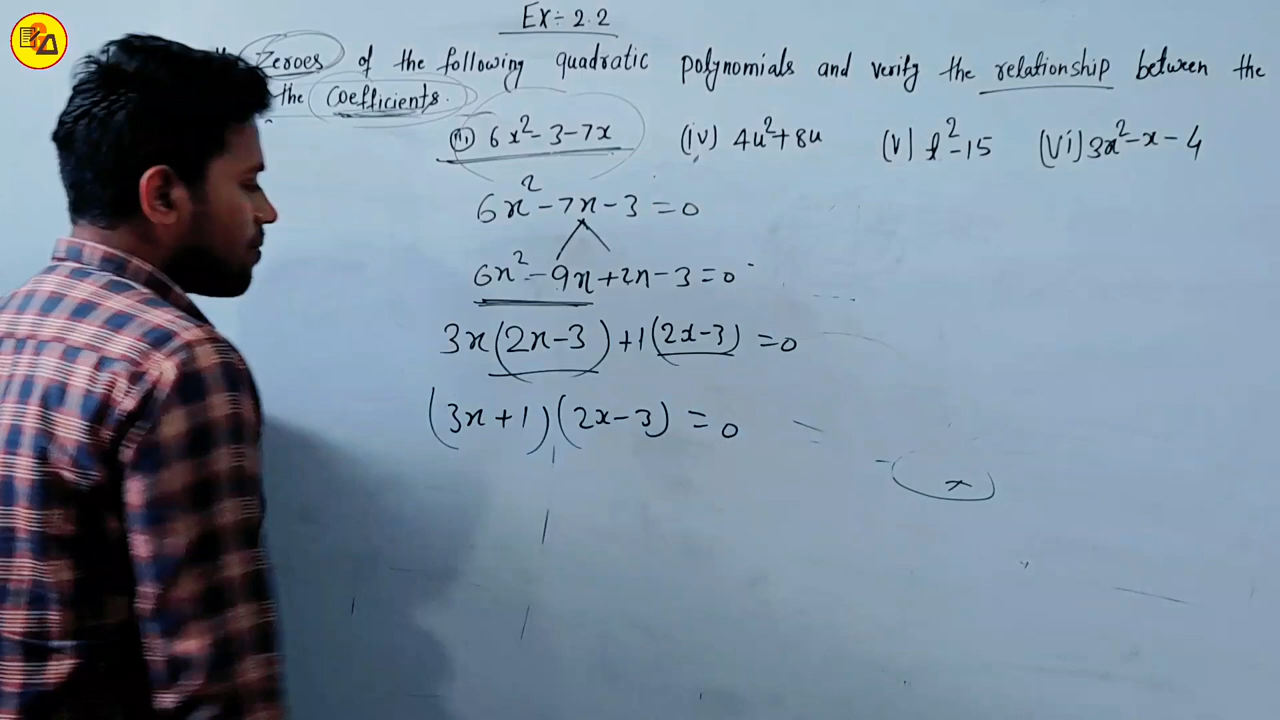 Ex÷ 2.2
Zeroes of the following quadratic polynomials and verify the relationship between the
the coefficients.
(iii) 6x²-3-7x (iv) 4u²+8u (v) l²-15 (vi) 3x²-x-4
6x²-7x-3=0
6x²-9x+2x-3=0
3x(2x-3)+1(2x-3)=0
(3x+1)(2x-3)=0